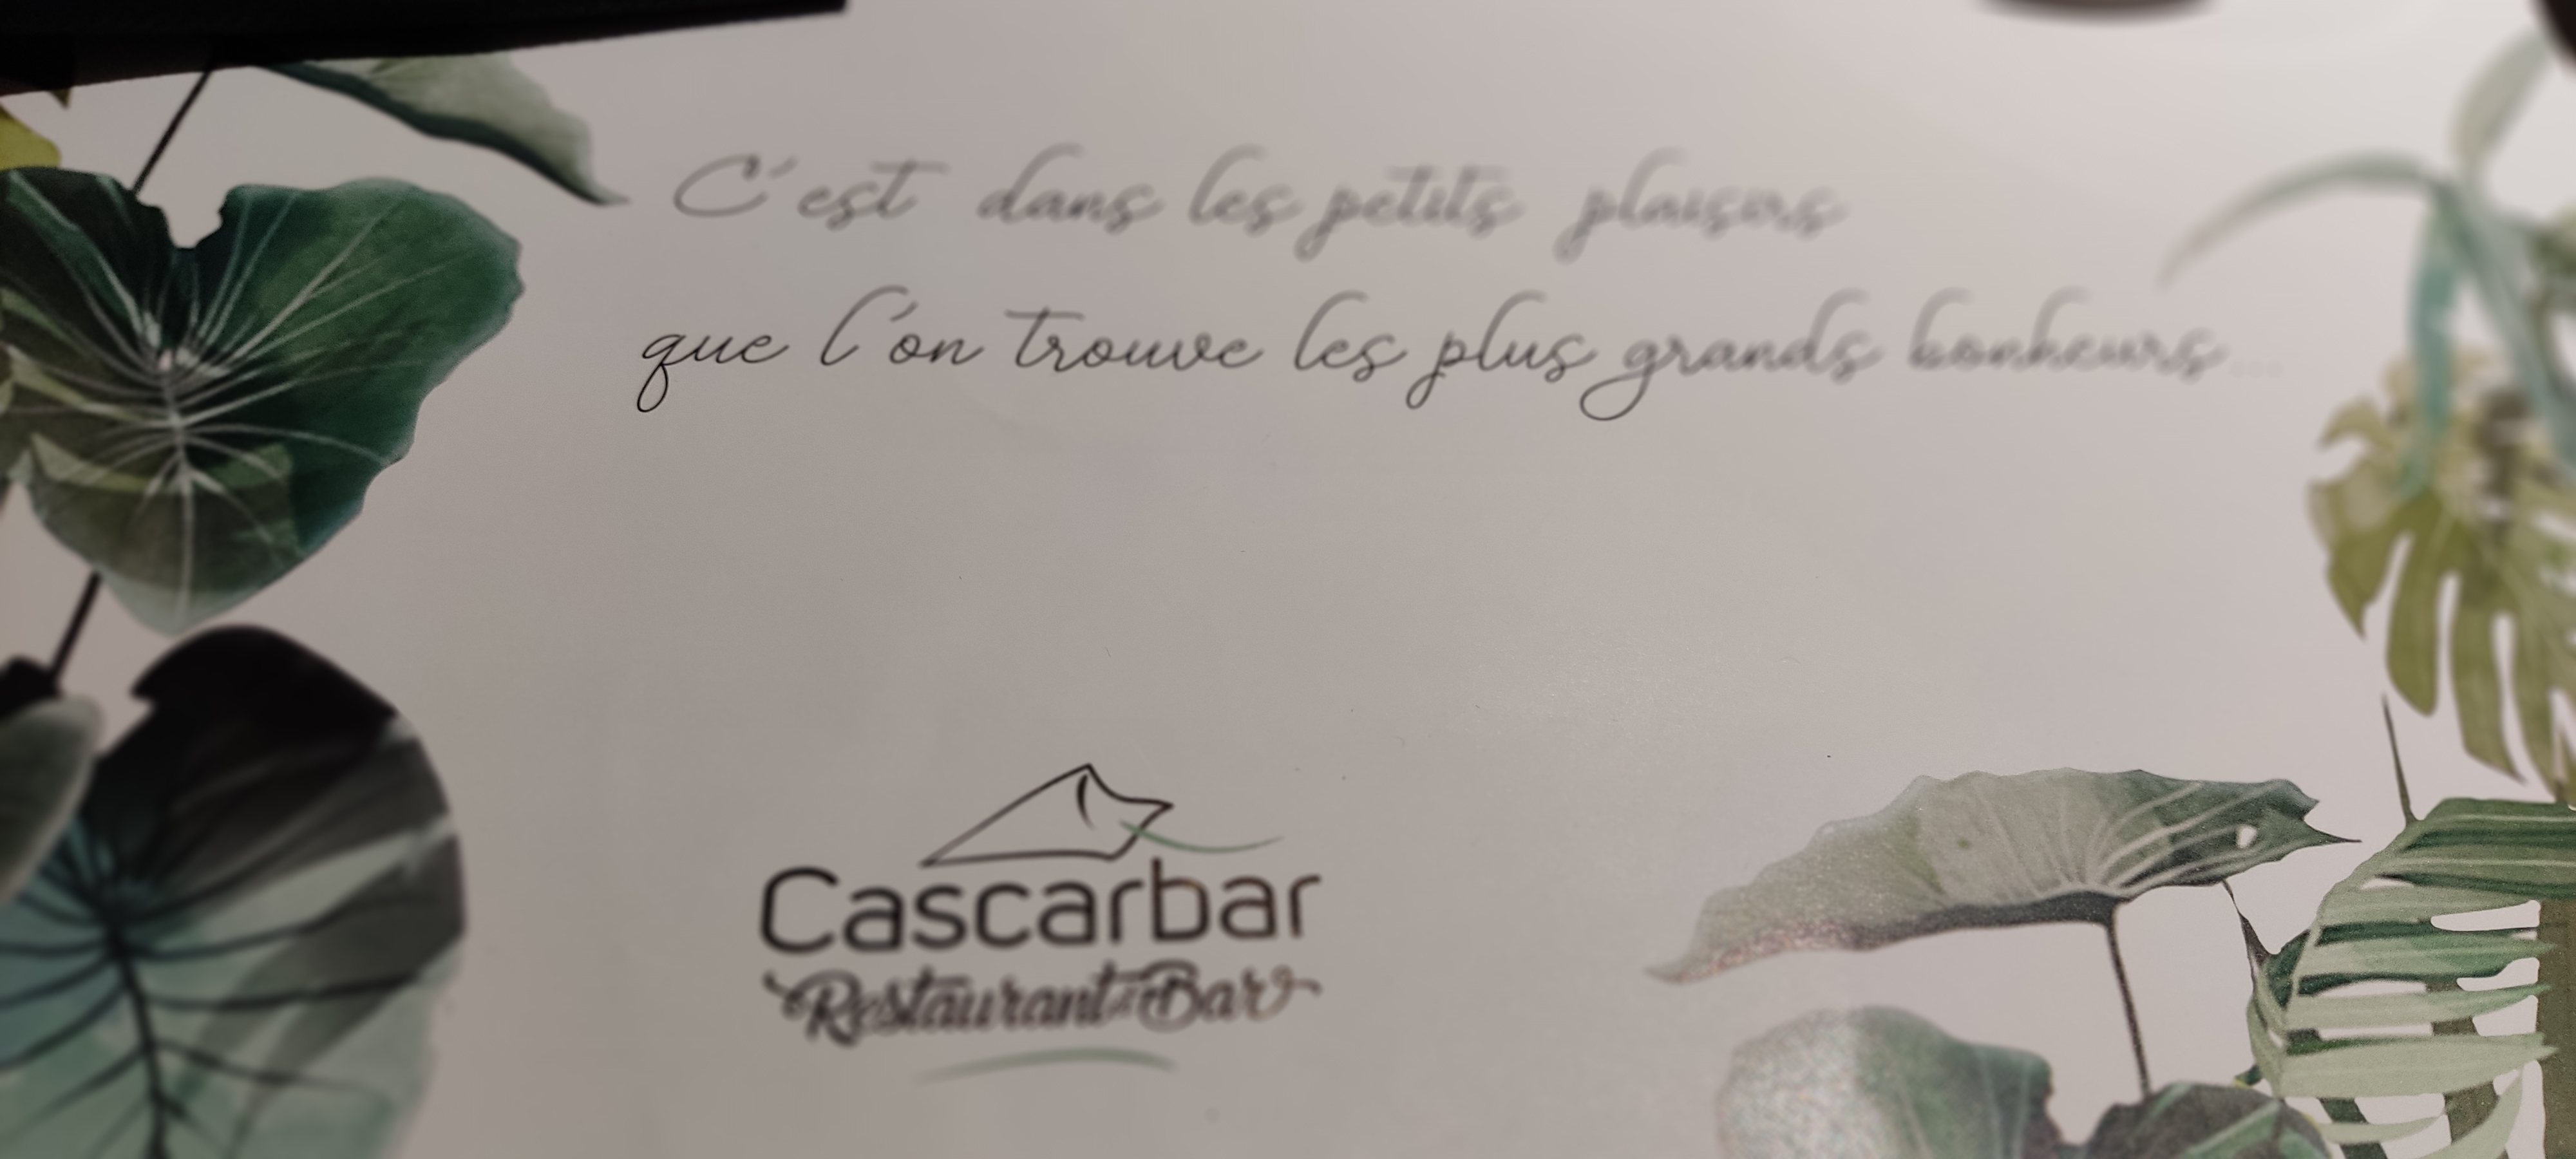 C'est dans les petits plaisirs
que l'on trouve les plus grands bonheurs...
Cascarbar
Restaurant Bar